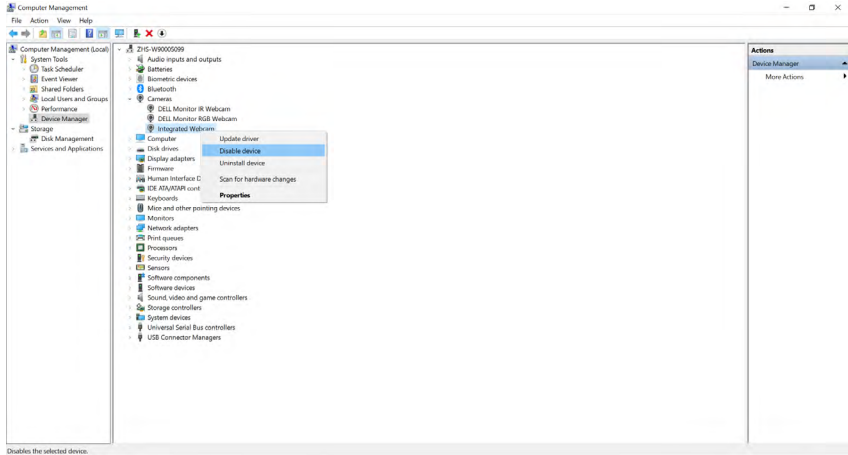 Computer Management
File Action View Help
Computer Management (Local)
System Tools
Task Scheduler
Event Viewer
Shared Folders
Local Users and Groups
Performance
Device Manager
Storage
Disk Management
Services and Applications
ZHS-W90005099
Audio inputs and outputs
Batteries
Biometric devices
Bluetooth
Cameras
DELL Monitor IR Webcam
DELL Monitor RGB Webcam
Integrated Webcam
Computer
Disk drives
Display adapters
Firmware
Human Interface D
IDE ATA/ATAPI cont
Keyboards
Mice and other pointing devices
Monitors
Network adapters
Print queues
Processors
Security devices
Sensors
Software components
Software devices
Sound, video and game controllers
Storage controllers
System devices
Universal Serial Bus controllers
USB Connector Managers
Update driver
Disable device
Uninstall device
Scan for hardware changes
Properties
Actions
Device Manager
More Actions
Disables the selected device.